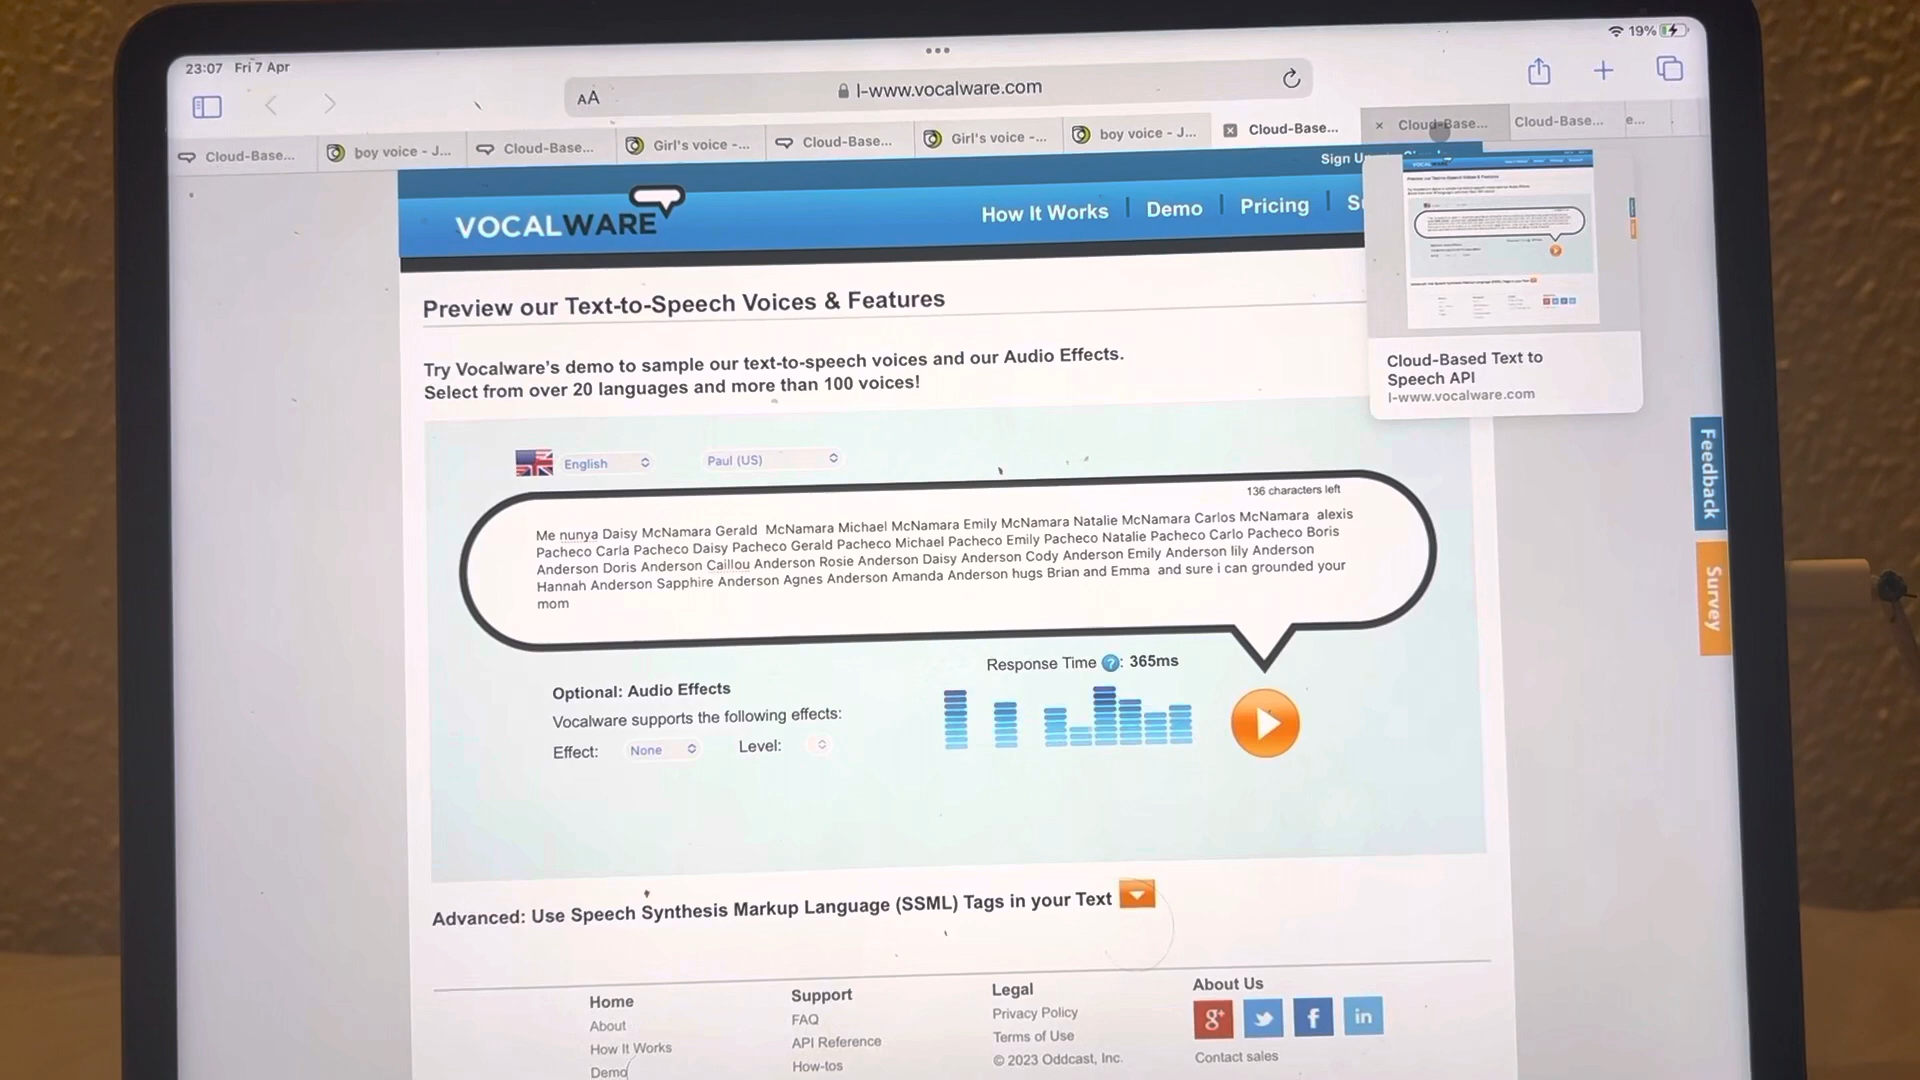 23:07 Fri 7 Apr
19%
AA
l-www.vocalware.com
Cloud-Base...
boy voice - J...
Cloud-Base...
Girl's voice -...
Cloud-Base...
Girl's voice -...
boy voice - J...
Cloud-Base...
Cloud-Base...
Cloud-Base...
e...
VOCALWARE
How It Works
Demo
Pricing
Preview our Text-to-Speech Voices & Features
Try Vocalware's demo to sample our text-to-speech voices and our Audio Effects.
Select from over 20 languages and more than 100 voices!
Cloud-Based Text to
Speech API
l-www.vocalware.com
Feedback
Survey
English
Paul (US)
136 characters left
Me nunya Daisy McNamara Gerald McNamara Michael McNamara Emily McNamara Natalie McNamara Carlos McNamara alexis
Pacheco Carla Pacheco Daisy Pacheco Gerald Pacheco Michael Pacheco Emily Pacheco Natalie Pacheco Carlo Pacheco Boris
Anderson Doris Anderson Caillou Anderson Rosie Anderson Daisy Anderson Cody Anderson Emily Anderson lily Anderson
Hannah Anderson Sapphire Anderson Agnes Anderson Amanda Anderson hugs Brian and Emma and sure i can grounded your
mom
Response Time ?: 365ms
Optional: Audio Effects
Vocalware supports the following effects:
Effect: None Level:
Advanced: Use Speech Synthesis Markup Language (SSML) Tags in your Text
Home
About
How It Works
Demo
Support
FAQ
API Reference
How-tos
Legal
Privacy Policy
Terms of Use
© 2023 Oddcast, Inc.
About Us
g+
f
in
Contact sales